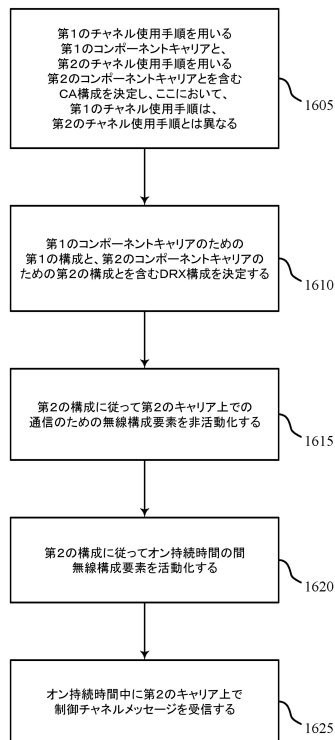 第1のチャネル使用手順を用いる
第1のコンポーネントキャリアと、
第2のチャネル使用手順を用いる
第2のコンポーネントキャリアとを含む
CA構成を決定し、ここにおいて、
第1のチャネル使用手順は、
第2のチャネル使用手順とは異なる
1605
第1のコンポーネントキャリアのための
第1の構成と、第2のコンポーネントキャリアの
ための第2の構成とを含むDRX構成を決定する
1610
第2の構成に従って第2のキャリア上での
通信のための無線構成要素を非活動化する
1615
第2の構成に従ってオン持続時間の間
無線構成要素を活動化する
1620
オン持続時間中に第2のキャリア上で
制御チャネルメッセージを受信する
1625